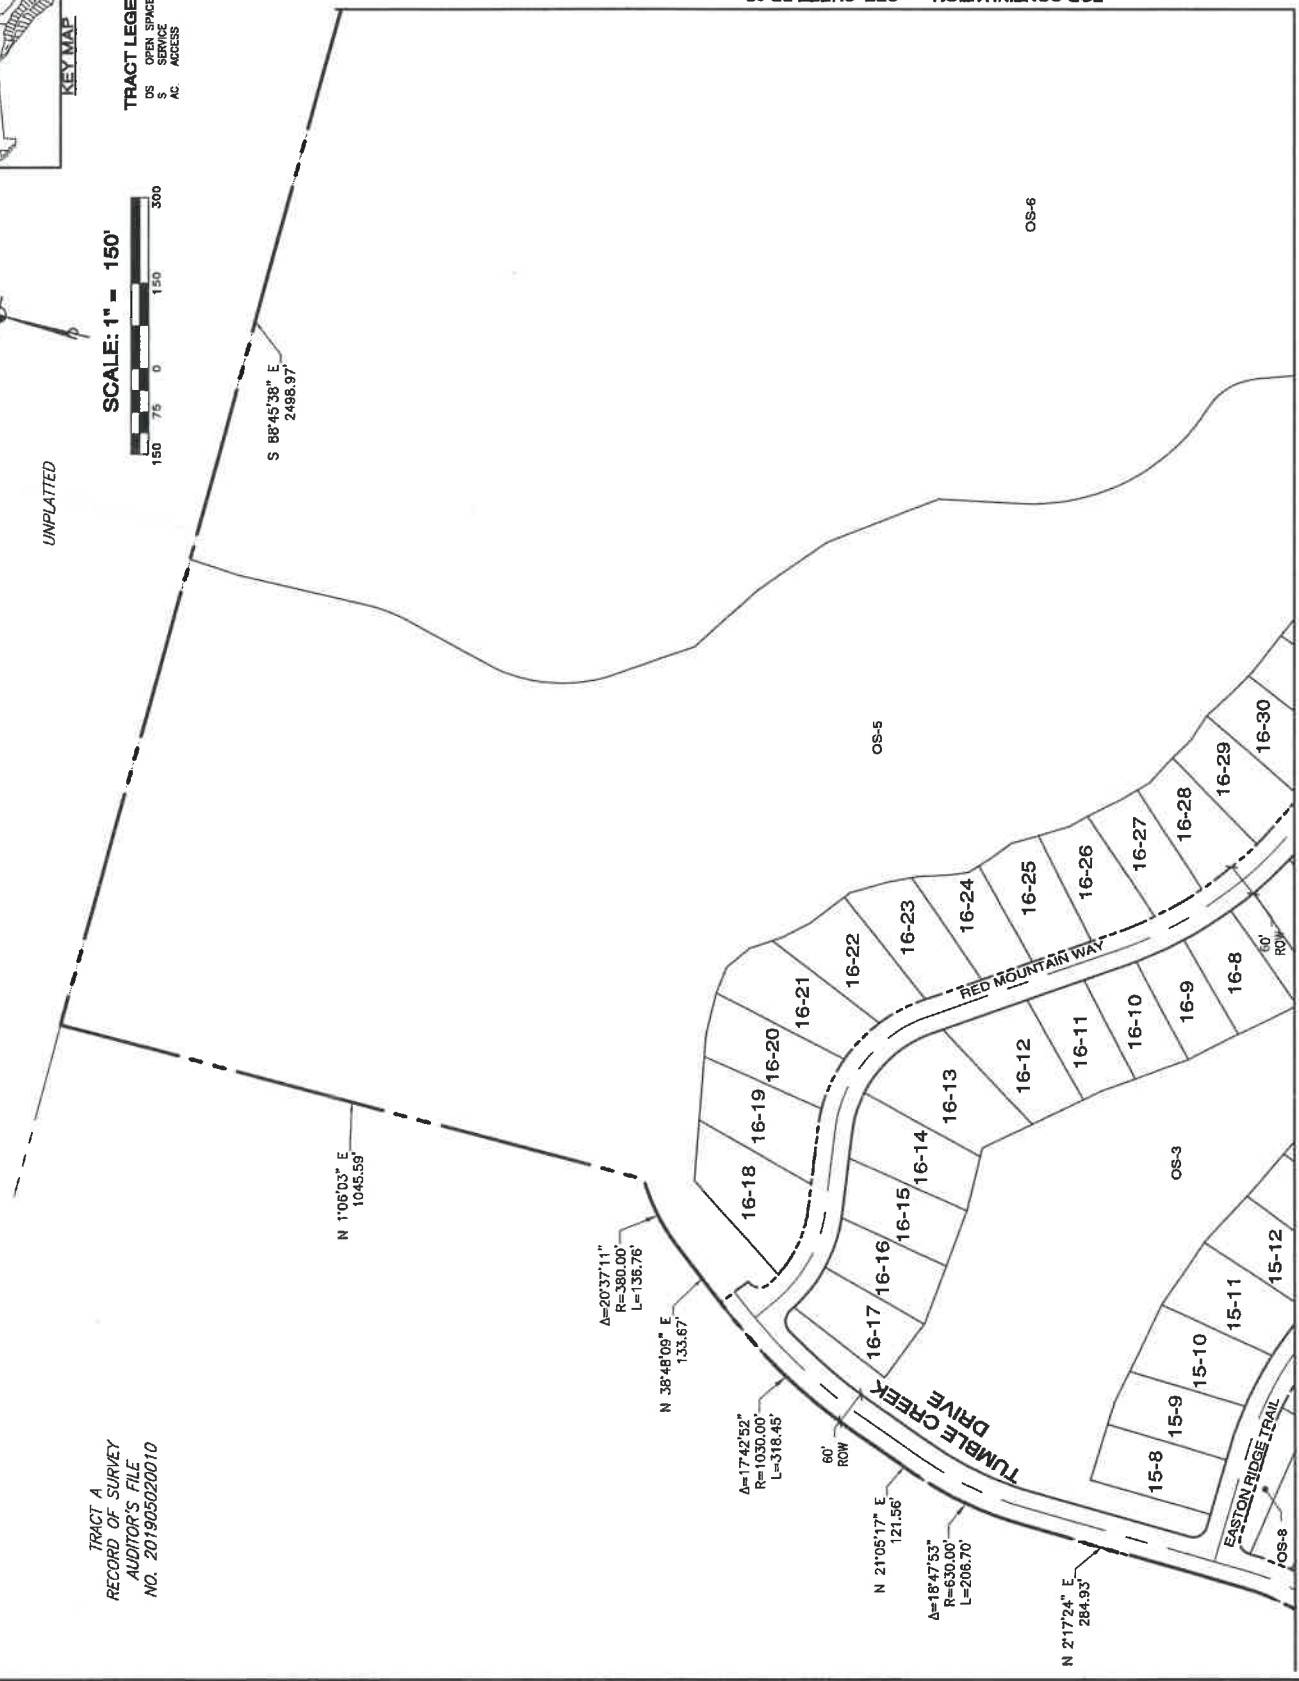 KEY MAP
TRACT LEGE
OS OPEN SPACE
S SERVICE
AC. ACCESS
SCALE: 1" = 150'
150 75 0 150 300
UNPLATTED
S 88°45'38" E
2498.97'
N 1°06'03" E
1045.59'
TRACT A
RECORD OF SURVEY
AUDITOR'S FILE
NO. 201905020010
Δ=20°37'11"
R=380.00'
L=136.76'
N 38°48'09" E
133.67'
Δ=17°42'52"
R=1030.00'
L=318.45'
N 21°05'17" E
121.56'
Δ=18°47'53"
R=630.00'
L=206.70'
N 2°17'24" E
284.93'
60'
ROW
TUMBLE CREEK
DRIVE
RED MOUNTAIN WAY
60'
ROW
EASTON RIDGE TRAIL
OS-6
OS-5
OS-3
OS-8
16-18
16-19
16-20
16-21
16-22
16-23
16-24
16-25
16-26
16-27
16-28
16-29
16-30
16-17
16-16
16-15
16-14
16-13
16-12
16-11
16-10
16-9
16-8
15-8
15-9
15-10
15-11
15-12